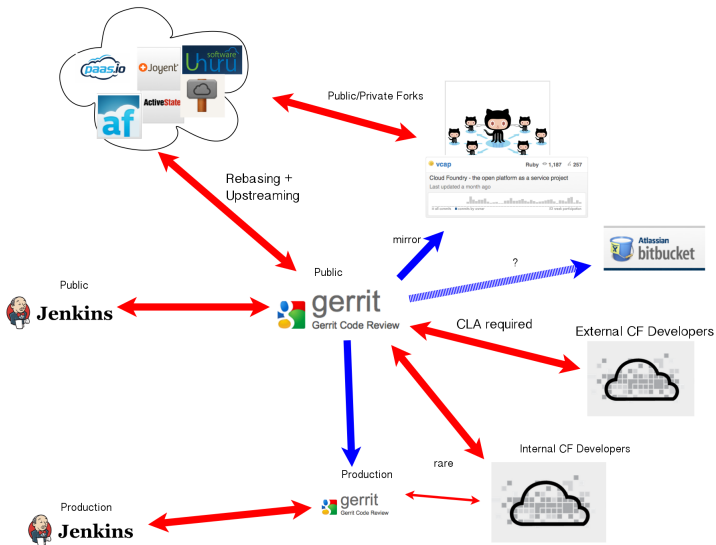 paas.io
Joyent
software
Uhuru
af
ActiveState
Public/Private Forks
vcap
Ruby 1,187 257
Cloud Foundry - the open platform as a service project
Last updated a month ago
Rebasing +
Upstreaming
mirror
Atlassian
bitbucket
?
Public
Public
Jenkins
gerrit
Gerrit Code Review
CLA required
External CF Developers
Internal CF Developers
rare
Production
gerrit
Gerrit Code Review
Production
Jenkins